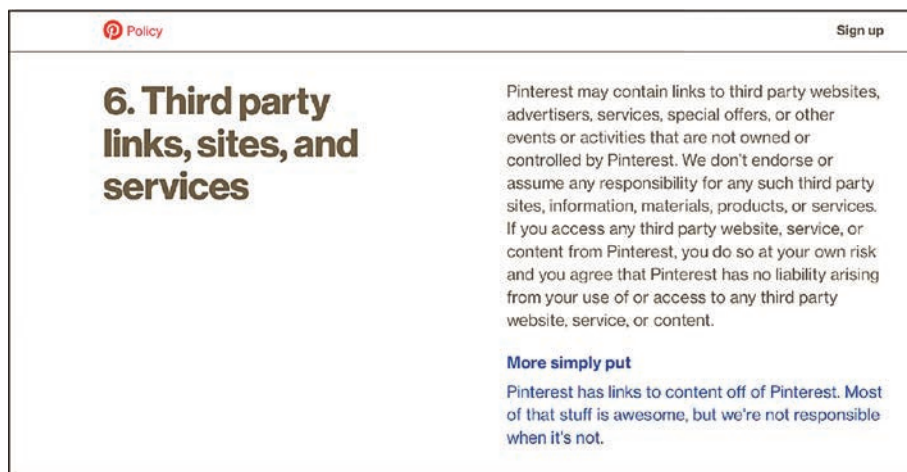 Policy
Sign up
6. Third party
links, sites, and
services
Pinterest may contain links to third party websites,
advertisers, services, special offers, or other
events or activities that are not owned or
controlled by Pinterest. We don't endorse or
assume any responsibility for any such third party
sites, information, materials, products, or services.
If you access any third party website, service, or
content from Pinterest, you do so at your own risk
and you agree that Pinterest has no liability arising
from your use of or access to any third party
website, service, or content.
More simply put
Pinterest has links to content off of Pinterest. Most
of that stuff is awesome, but we're not responsible
when it's not.